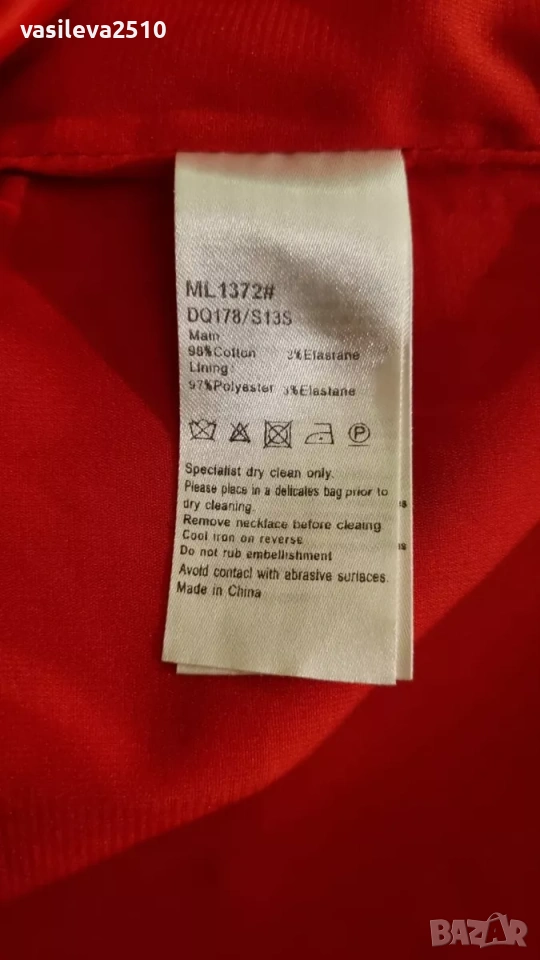 vasileva2510
ML1372#
DQ178/S13S
Main
98%Cotton 2%Elastane
Lining
97%Polyester 3%Elastane
P
Specialist dry clean only.
Please place in a delicates bag prior to
dry cleaning.
Remove necklace before cleaing
Cool iron on reverse
Do not rub embellishment
Avoid contact with abrasive surfaces.
Made in China
BAZAR